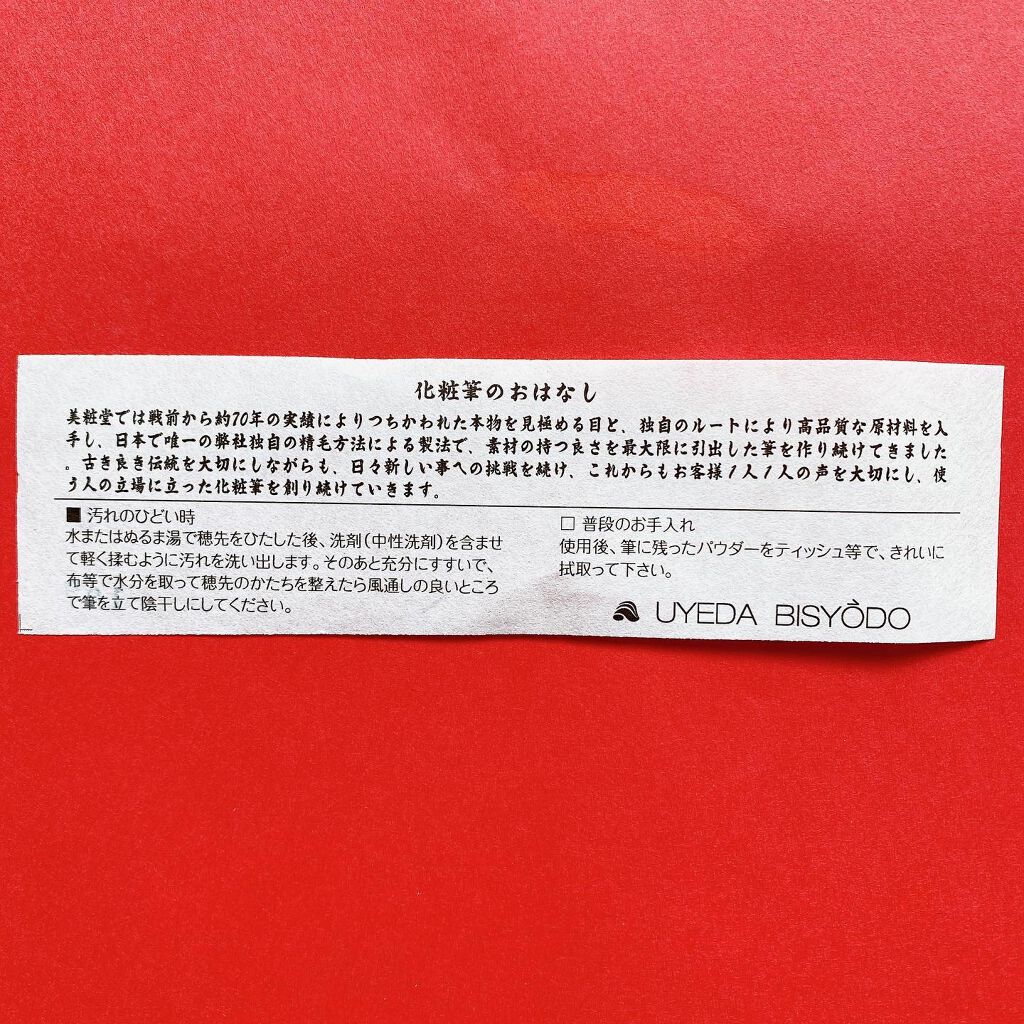 化粧筆のおはなし
美粧堂では戦前から約70年の実績によりつちかわれた本物を見極める目と、独自のルートにより高品質な原材料を入
手し、日本で唯一の弊社独自の精毛方法による製法で、素材の持つ良さを最大限に引出した筆を作り続けてきました
。古き良き伝統を大切にしながらも、日々新しい事への挑戦を続け、これからもお客様1人1人の声を大切にし、使
う人の立場に立った化粧筆を創り続けていきます。
■ 汚れのひどい時
水またはぬるま湯で穂先をひたした後、洗剤(中性洗剤)を含ませ
て軽く揉むように汚れを洗い出します。そのあと充分にすすいで、
布等で水分を取って穂先のかたちを整えたら風通しの良いところ
で筆を立て陰干しにしてください。
□ 普段のお手入れ
使用後、筆に残ったパウダーをティッシュ等で、きれいに
拭取って下さい。
UYEDA BISYŌDO